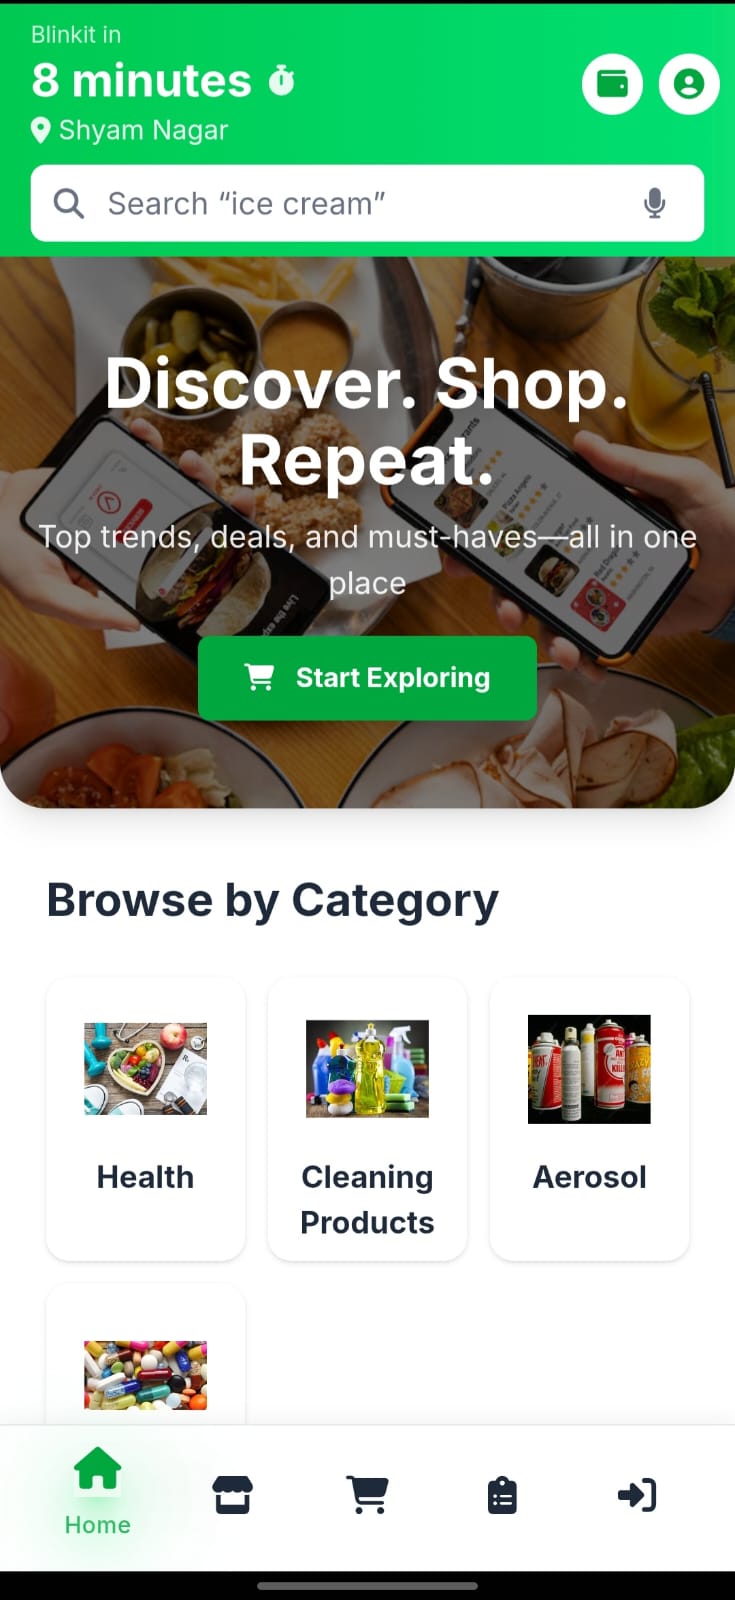 Blinkit in
8 minutes
Shyam Nagar
Search “ice cream”
Discover. Shop.
Repeat.
Top trends, deals, and must-haves—all in one
place
Start Exploring
Browse by Category
Health
Cleaning
Products
Aerosol
Home